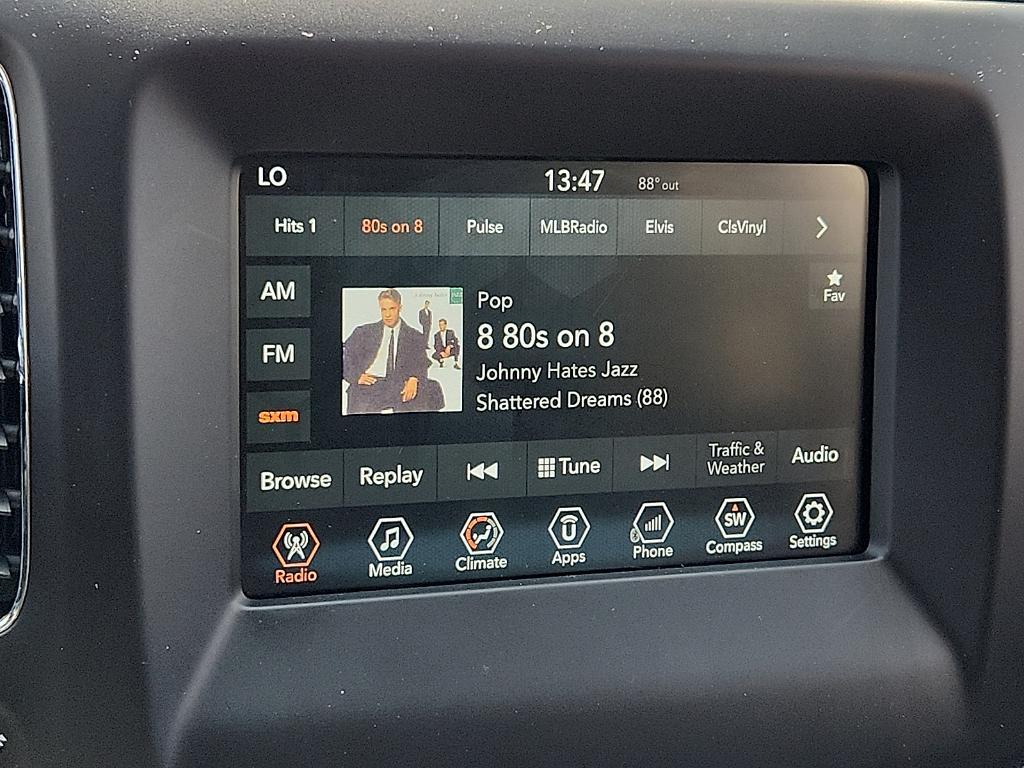 LO
13:47
88° out
Hits 1
80s on 8
Pulse
MLBRadio
Elvis
ClsVinyl
AM
FM
sxm
Pop
8 80s on 8
Johnny Hates Jazz
Shattered Dreams (88)
Fav
Browse
Replay
Tune
Traffic &
Weather
Audio
Radio
Media
Climate
U
Apps
Phone
SW
Compass
Settings